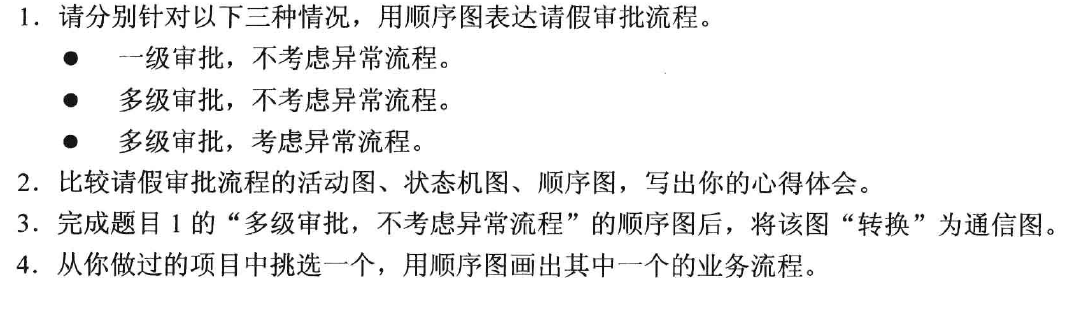 1．请分别针对以下三种情况，用顺序图表达请假审批流程。
● 一级审批，不考虑异常流程。
● 多级审批，不考虑异常流程。
● 多级审批，考虑异常流程。
2．比较请假审批流程的活动图、状态机图、顺序图，写出你的心得体会。
3．完成题目 1 的“多级审批，不考虑异常流程”的顺序图后，将该图“转换”为通信图。
4．从你做过的项目中挑选一个，用顺序图画出其中一个的业务流程。